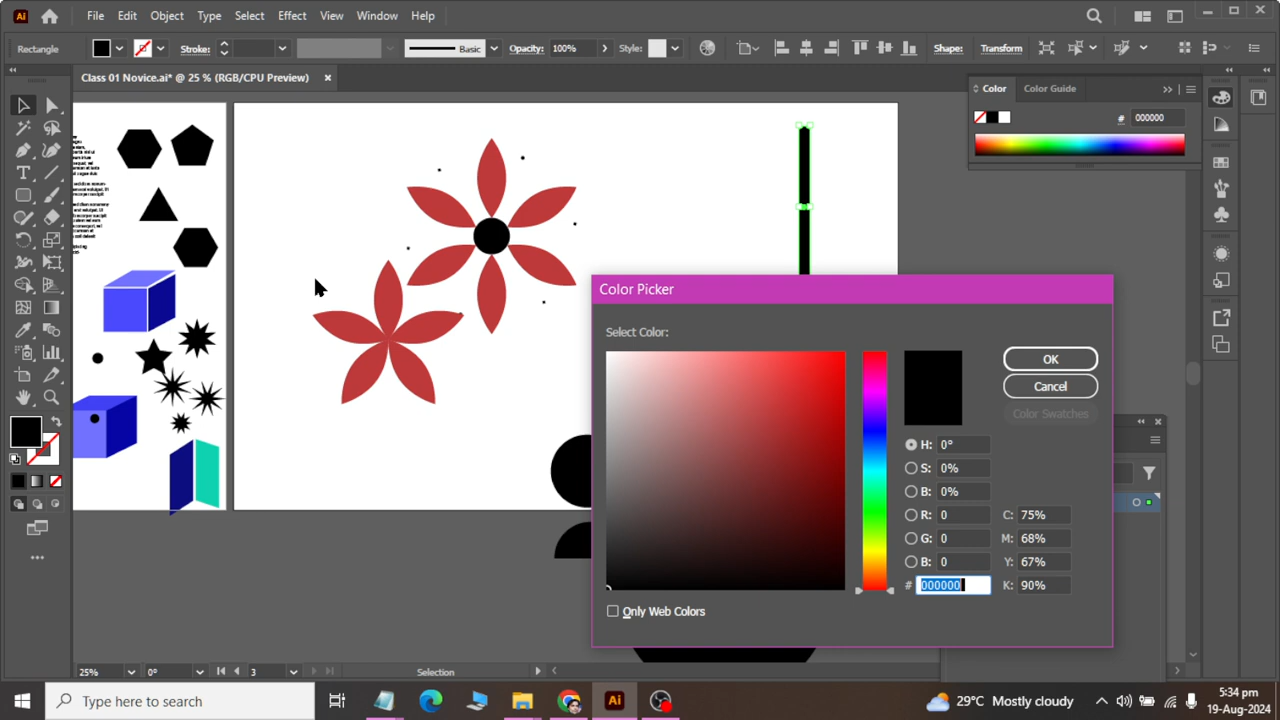 Ai File Edit Object Type Select Effect View Window Help
Rectangle Stroke: Basic Opacity: 100% Style: Shape: Transform
Class 01 Novice.ai* @ 25 % (RGB/CPU Preview) ×
Color Color Guide
# 000000
Color Picker
Select Color:
OK
Cancel
Color Swatches
H: 0°
S: 0%
B: 0%
R: 0 C: 75%
G: 0 M: 68%
B: 0 Y: 67%
# 000000 K: 90%
Only Web Colors
25% 0° 3 Selection
Type here to search
Ai
29°C Mostly cloudy
5:34 pm
19-Aug-2024